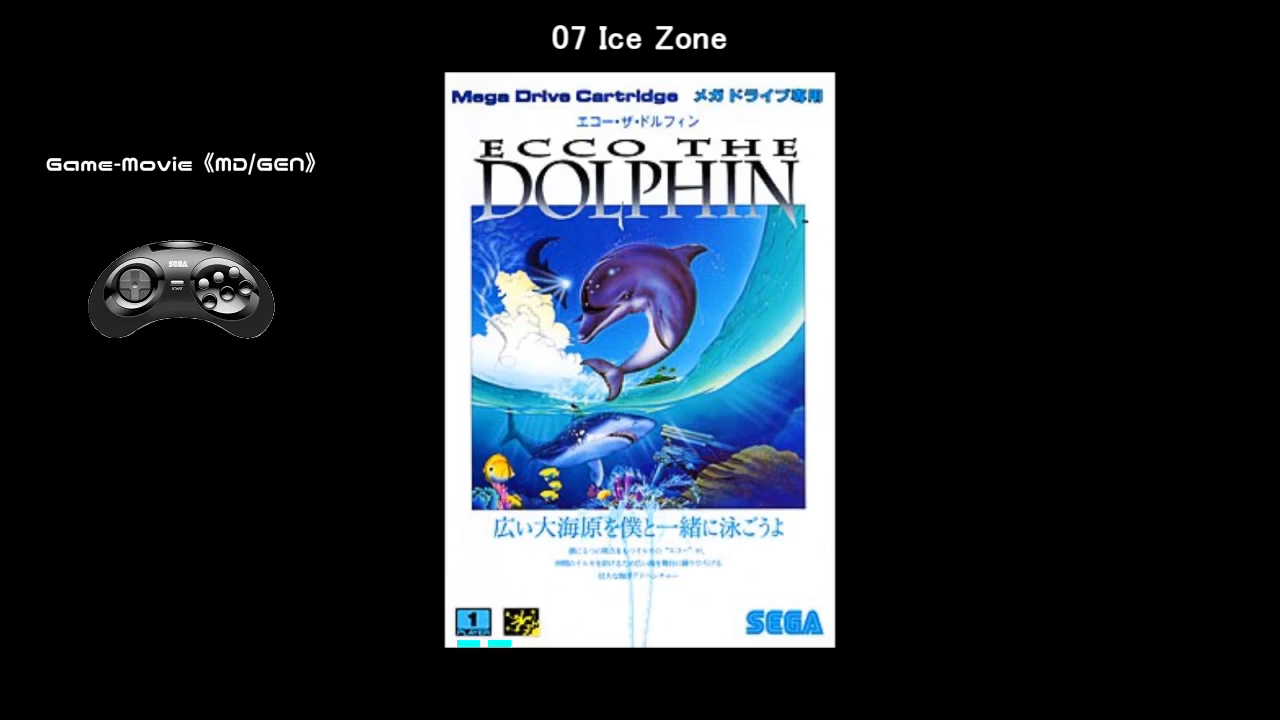 07 Ice Zone
Mega Drive Cartridge メガドライブ専用
エコー・ザ・ドルフィン
ECCO THE
DOLPHIN
Game-Movie《MD/GEN》
SEGA
START
広い大海原を僕と一緒に泳ごうよ
1
PLAYER
SEGA